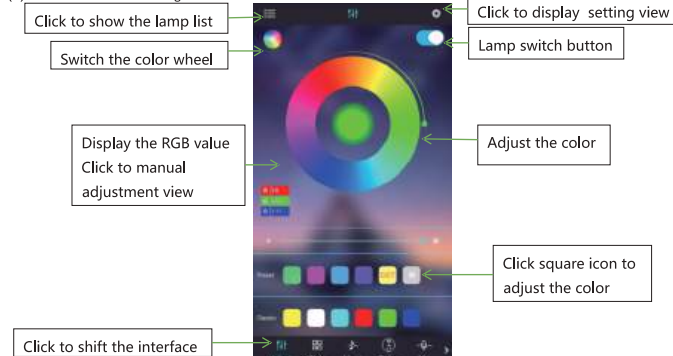 Click to show the lamp list
Click to display setting view
Switch the color wheel
Lamp switch button
Display the RGB value
Click to manual
adjustment view
Adjust the color
Preset
Click square icon to
adjust the color
Classic
Click to shift the interface